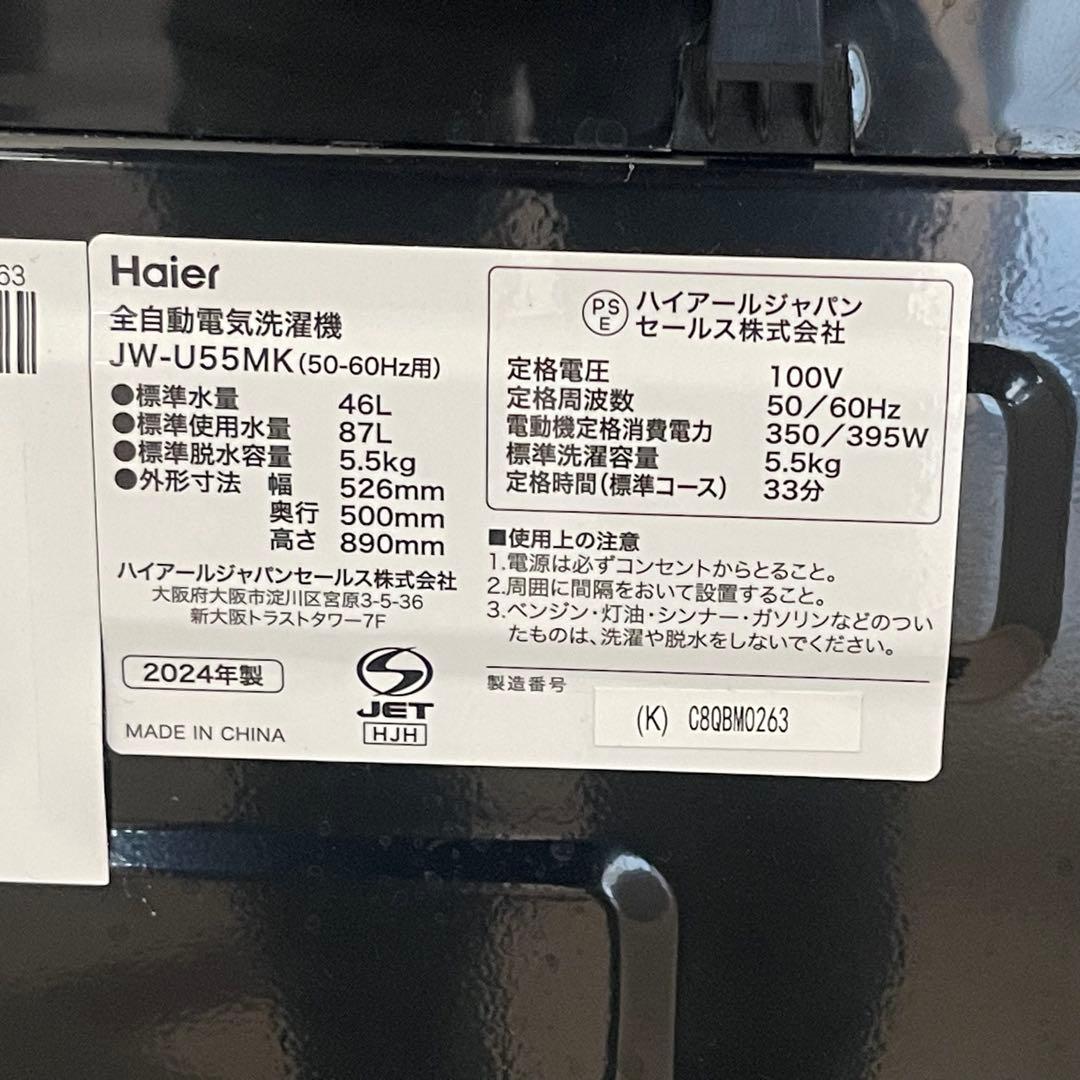 63
Haier
全自動電気洗濯機
JW-U55MK(50-60Hz用)
●標準水量 46L
●標準使用水量 87L
●標準脱水容量 5.5kg
●外形寸法 幅 526mm
奥行 500mm
高さ 890mm
ハイアールジャパンセールス株式会社
大阪府大阪市淀川区宮原3-5-36
新大阪トラストタワー7F
2024年製
MADE IN CHINA
JET
HJH
PS
E
ハイアールジャパン
セールス株式会社
定格電圧 100V
定格周波数 50/60Hz
電動機定格消費電力 350/395W
標準洗濯容量 5.5kg
定格時間(標準コース) 33分
■使用上の注意
1.電源は必ずコンセントからとること。
2.周囲に間隔をおいて設置すること。
3.ベンジン・灯油・シンナー・ガソリンなどのつい
たものは、洗濯や脱水をしないでください。
製造番号
(K) C8QBM0263